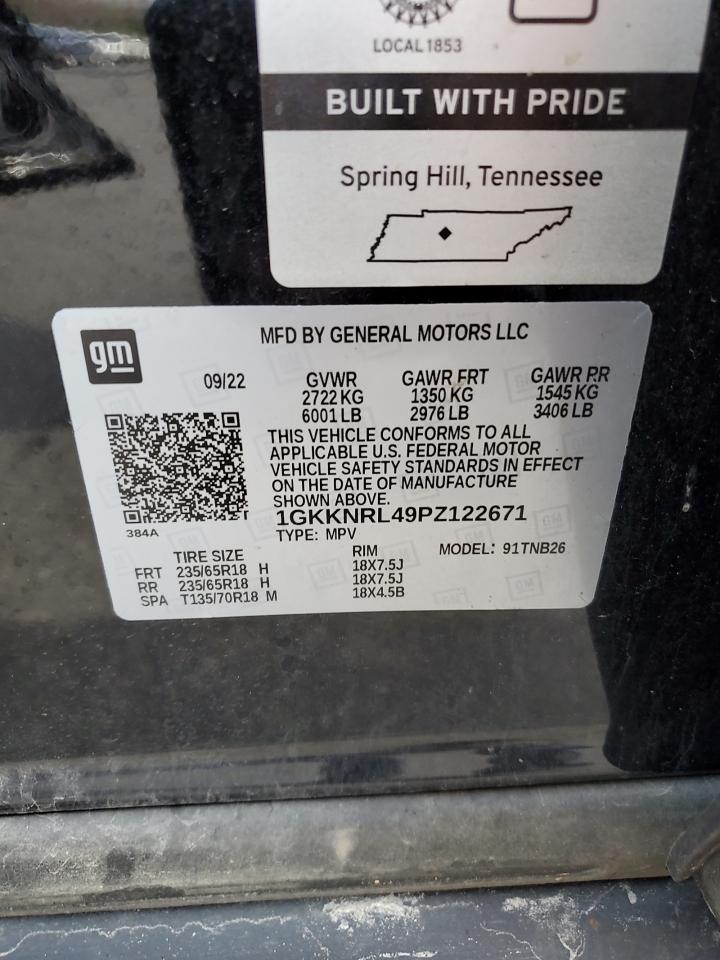 LOCAL 1853
BUILT WITH PRIDE
Spring Hill, Tennessee
gm
MFD BY GENERAL MOTORS LLC
09/22 GVWR GAWR FRT GAWR RR
2722 KG 1350 KG 1545 KG
6001 LB 2976 LB 3406 LB
THIS VEHICLE CONFORMS TO ALL
APPLICABLE U.S. FEDERAL MOTOR
VEHICLE SAFETY STANDARDS IN EFFECT
ON THE DATE OF MANUFACTURE
SHOWN ABOVE.
1GKKNRL49PZ122671
384A
TYPE: MPV
TIRE SIZE RIM MODEL: 91TNB26
FRT 235/65R18 H 18X7.5J
RR 235/65R18 H 18X7.5J
SPA T135/70R18 M 18X4.5B